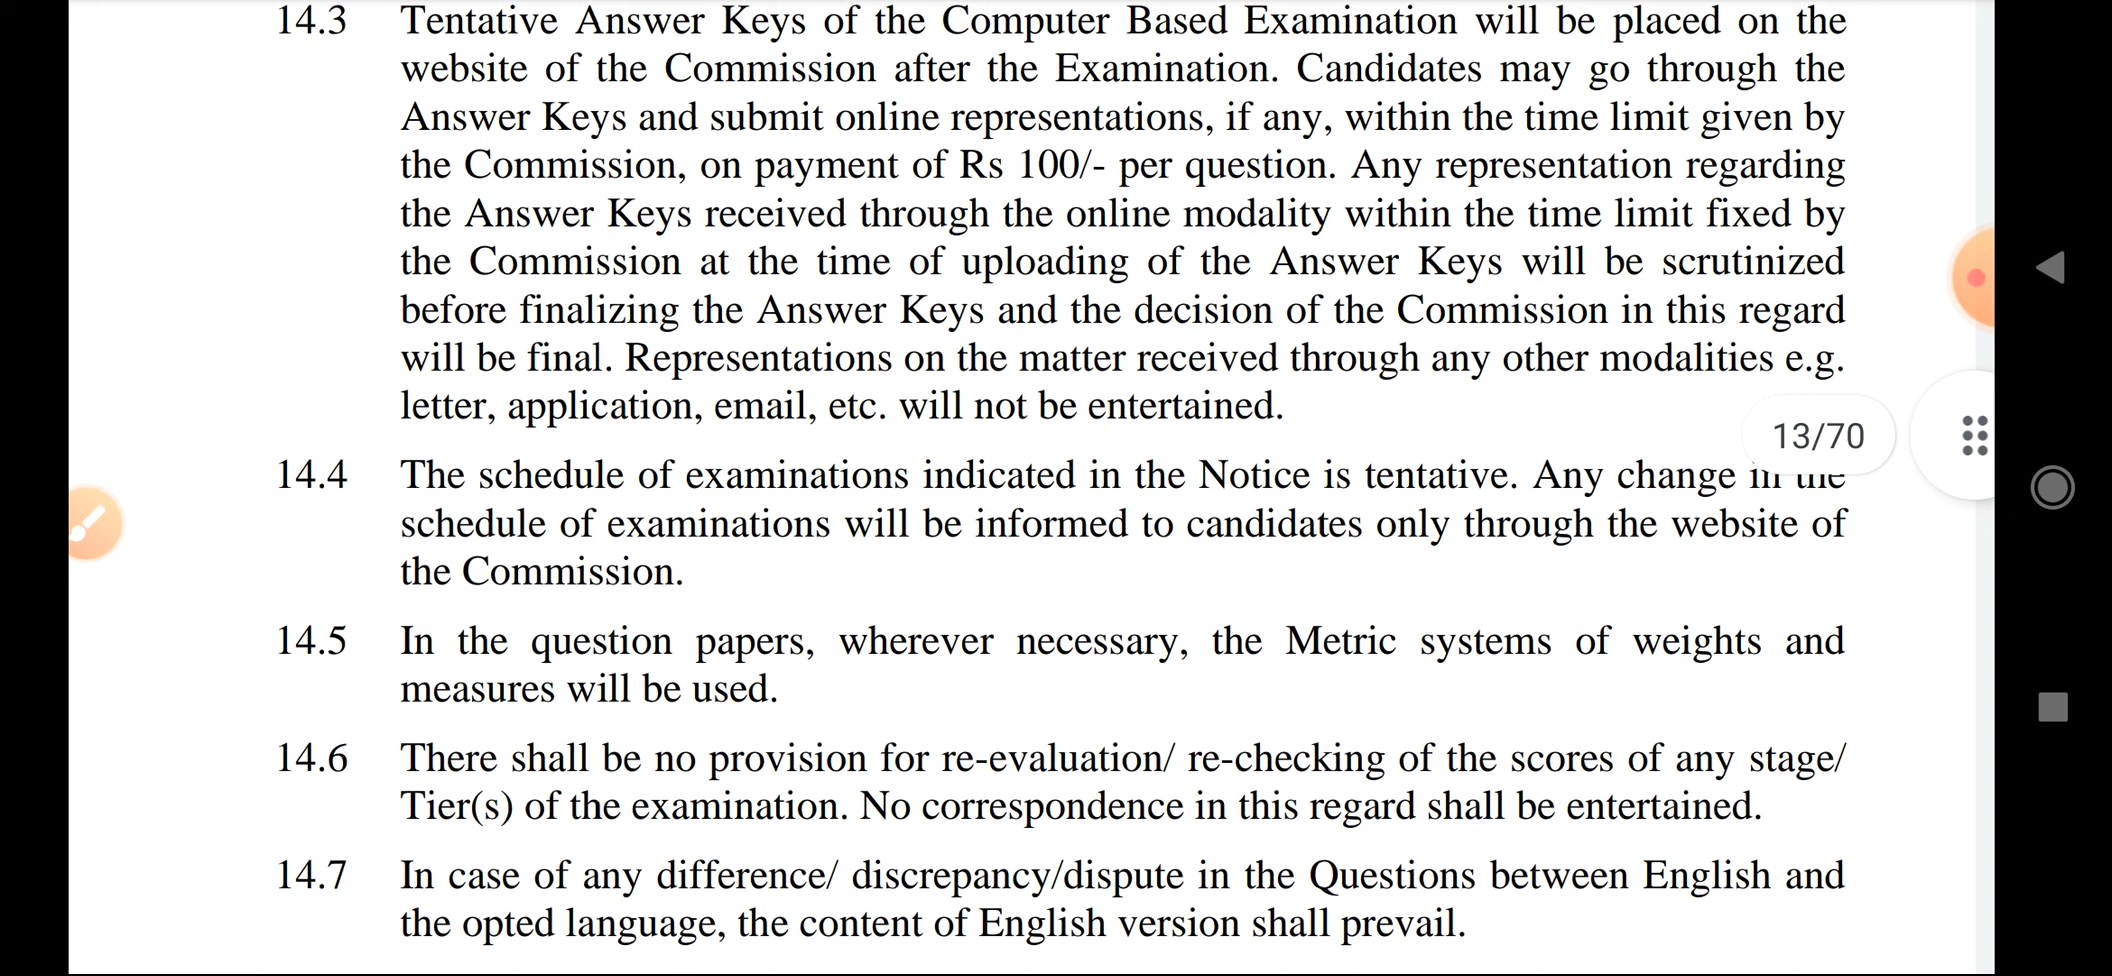 14.3 Tentative Answer Keys of the Computer Based Examination will be placed on the
website of the Commission after the Examination. Candidates may go through the
Answer Keys and submit online representations, if any, within the time limit given by
the Commission, on payment of Rs 100/- per question. Any representation regarding
the Answer Keys received through the online modality within the time limit fixed by
the Commission at the time of uploading of the Answer Keys will be scrutinized
before finalizing the Answer Keys and the decision of the Commission in this regard
will be final. Representations on the matter received through any other modalities e.g.
letter, application, email, etc. will not be entertained.
13/70
14.4 The schedule of examinations indicated in the Notice is tentative. Any change in the
schedule of examinations will be informed to candidates only through the website of
the Commission.
14.5 In the question papers, wherever necessary, the Metric systems of weights and
measures will be used.
14.6 There shall be no provision for re-evaluation/ re-checking of the scores of any stage/
Tier(s) of the examination. No correspondence in this regard shall be entertained.
14.7 In case of any difference/ discrepancy/dispute in the Questions between English and
the opted language, the content of English version shall prevail.